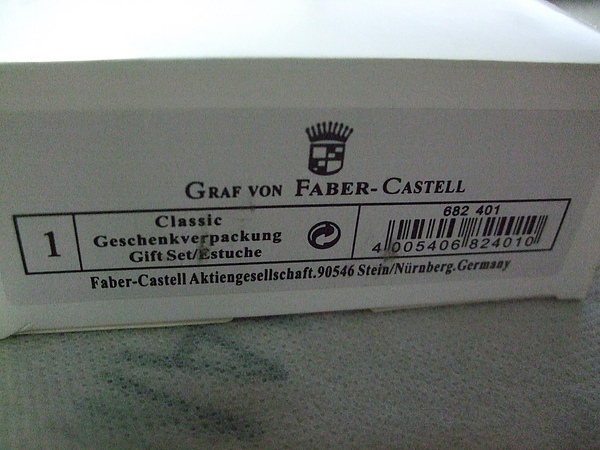 GRAF VON FABER-CASTELL
1
Classic
Geschenkverpackung
Gift Set/Estuche
682 401
4 005406 824010
Faber-Castell Aktiengesellschaft.90546 Stein/Nürnberg.Germany